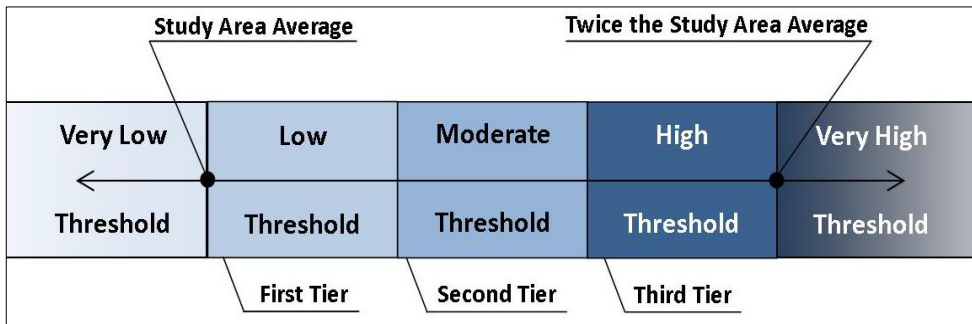 Study Area Average
Twice the Study Area Average
Very Low
Low
Moderate
High
Very High
Threshold
Threshold
Threshold
Threshold
Threshold
First Tier
Second Tier
Third Tier